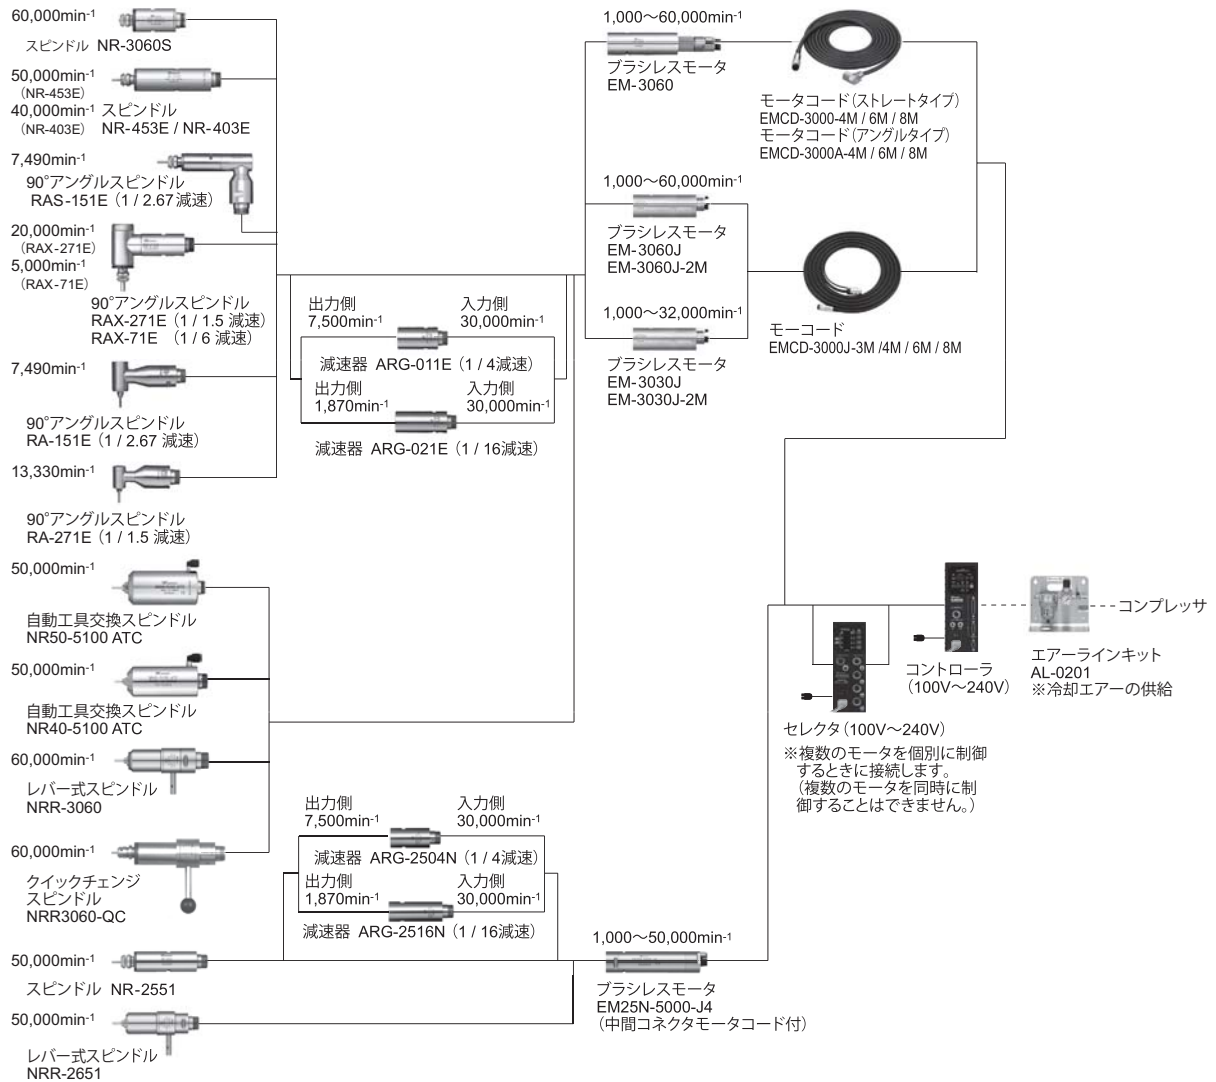 60,000min-1
スピンドル NR-3060S
50,000min-1
（NR-453E）
40,000min-1
（NR-403E）
スピンドル
NR-453E / NR-403E
7,490min-1
90°アングルスピンドル
RAS-151E（1 / 2.67 減速）
20,000min-1
（RAX-271E）
5,000min-1
（RAX-71E）
90°アングルスピンドル
RAX-271E（1 / 1.5 減速）
RAX-71E （1 / 6 減速）
7,490min-1
90°アングルスピンドル
RA-151E（1 / 2.67 減速）
13,330min-1
90°アングルスピンドル
RA-271E（1 / 1.5 減速）
50,000min-1
自動工具交換スピンドル
NR50-5100 ATC
50,000min-1
自動工具交換スピンドル
NR40-5100 ATC
60,000min-1
レバー式スピンドル
NRR-3060
60,000min-1
クイックチェンジ
スピンドル
NRR3060-QC
50,000min-1
スピンドル NR-2551
50,000min-1
レバー式スピンドル
NRR-2651
出力側 入力側
7,500min-1 30,000min-1
減速器 ARG-011E（1 / 4減速）
出力側 入力側
1,870min-1 30,000min-1
減速器 ARG-021E（1 / 16減速）
出力側 入力側
7,500min-1 30,000min-1
減速器 ARG-2504N（1 / 4減速）
出力側 入力側
1,870min-1 30,000min-1
減速器 ARG-2516N（1 / 16減速）
1,000～60,000min-1
ブラシレスモータ
EM-3060
1,000～60,000min-1
ブラシレスモータ
EM-3060J
EM-3060J-2M
1,000～32,000min-1
ブラシレスモータ
EM-3030J
EM-3030J-2M
1,000～50,000min-1
ブラシレスモータ
EM25N-5000-J4
（中間コネクタモータコード付）
モータコード（ストレートタイプ）
EMCD-3000-4M / 6M / 8M
モータコード（アングルタイプ）
EMCD-3000A-4M / 6M / 8M
モーコード
EMCD-3000J-3M /4M / 6M / 8M
セレクタ（100V～240V）
※複数のモータを個別に制御
するときに接続します。
（複数のモータを同時に制
御することはできません。）
コントローラ
（100V～240V）
エアーラインキット
AL-0201
※冷却エアーの供給
コンプレッサ